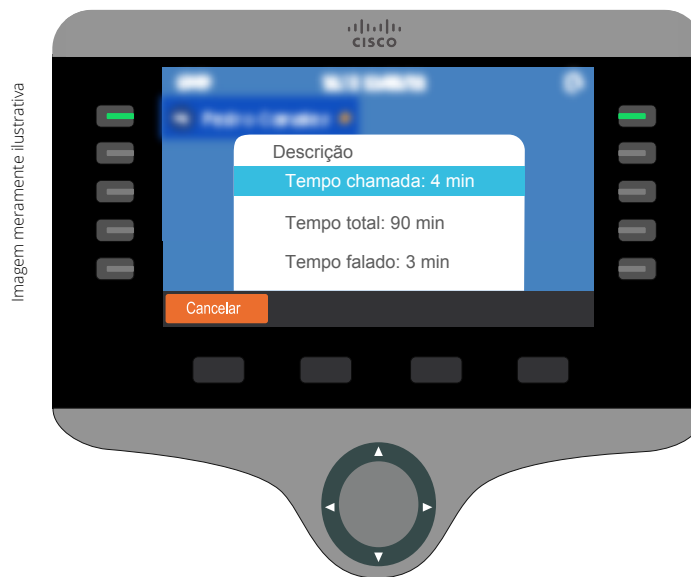 CISCO
Descrição
Tempo chamada: 4 min
Tempo total: 90 min
Tempo falado: 3 min
Cancelar
Imagem meramente ilustrativa